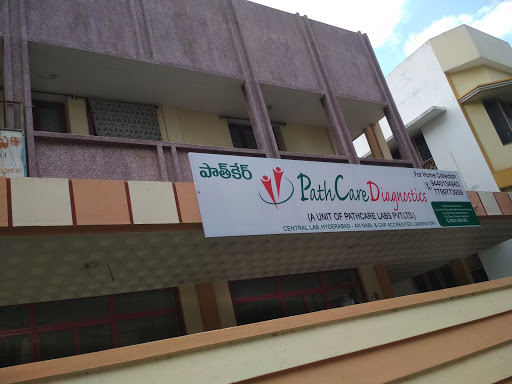 పాత్‌కేర్
PathCare Diagnostics
(A UNIT OF PATHCARE LABS PVT.LTD.)
CENTRAL LAB, HYDERABAD - AN NABL & CAP ACCREDITED LABORATORY
For Home Collection
9440154943